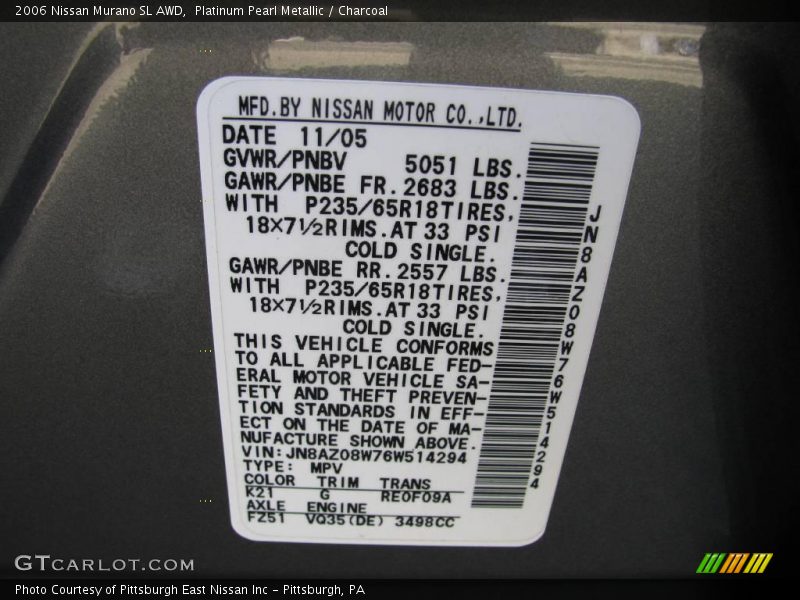 2006 Nissan Murano SL AWD,  Platinum Pearl Metallic / Charcoal
MFD.BY NISSAN MOTOR CO.,LTD.
DATE 11/05
GVWR/PNBV 5051 LBS.
GAWR/PNBE FR. 2683 LBS.
WITH P235/65R18TIRES,
18×7½RIMS.AT 33 PSI
COLD SINGLE.
GAWR/PNBE RR. 2557 LBS.
WITH P235/65R18TIRES,
18×7½RIMS.AT 33 PSI
COLD SINGLE.
THIS VEHICLE CONFORMS
TO ALL APPLICABLE FED-
ERAL MOTOR VEHICLE SA-
FETY AND THEFT PREVEN-
TION STANDARDS IN EFF-
ECT ON THE DATE OF MA-
NUFACTURE SHOWN ABOVE.
VIN:JN8AZ08W76W514294
TYPE: MPV
COLOR TRIM TRANS
K21 G RE0F09A
AXLE ENGINE
FZ51 VQ35(DE) 3498CC
JN8AZ08W76W514294
GTCARLOT.COM
Photo Courtesy of Pittsburgh East Nissan Inc - Pittsburgh, PA